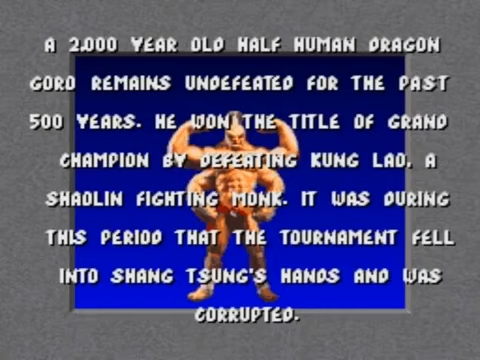 A 2,000 YEAR OLD HALF HUMAN DRAGON
GORO REMAINS UNDEFEATED FOR THE PAST
500 YEARS. HE WON THE TITLE OF GRAND
CHAMPION BY DEFEATING KUNG LAO, A
SHAOLIN FIGHTING MONK. IT WAS DURING
THIS PERIOD THAT THE TOURNAMENT FELL
INTO SHANG TSUNG'S HANDS AND WAS
CORRUPTED.